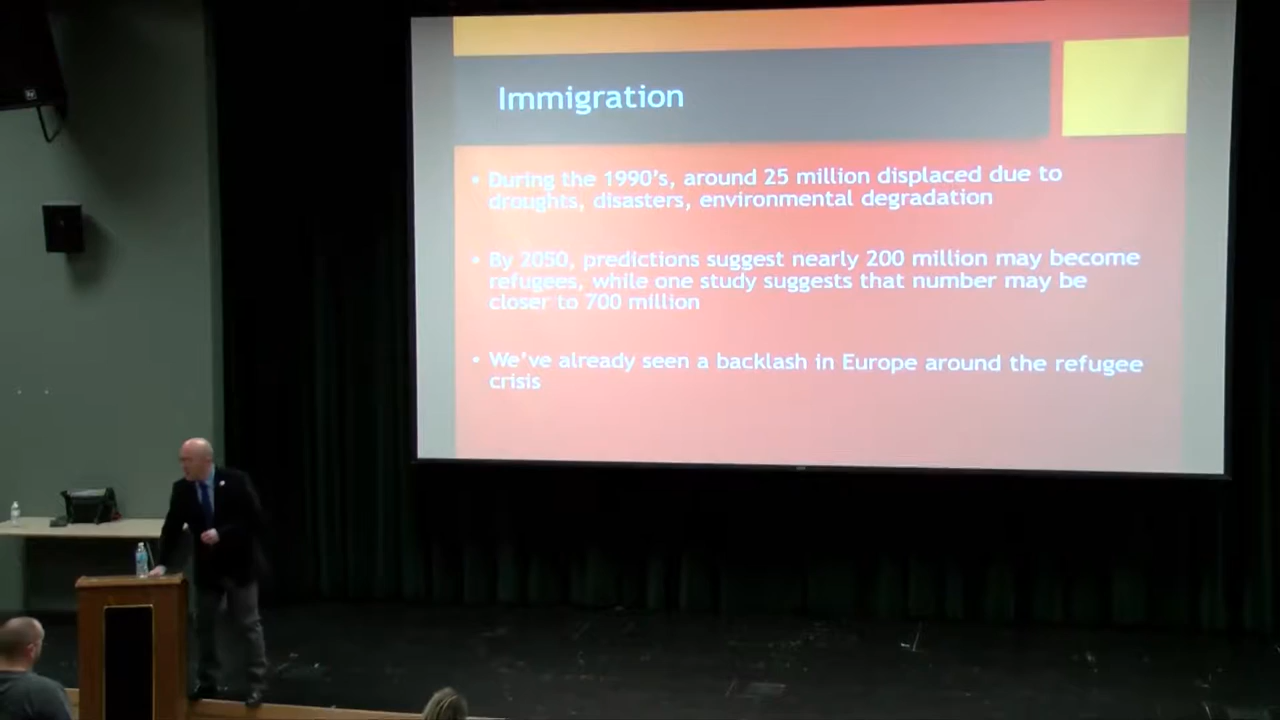 Immigration
• During the 1990's, around 25 million displaced due to
droughts, disasters, environmental degradation
• By 2050, predictions suggest nearly 200 million may become
refugees, while one study suggests that number may be
closer to 700 million
• We've already seen a backlash in Europe around the refugee
crisis